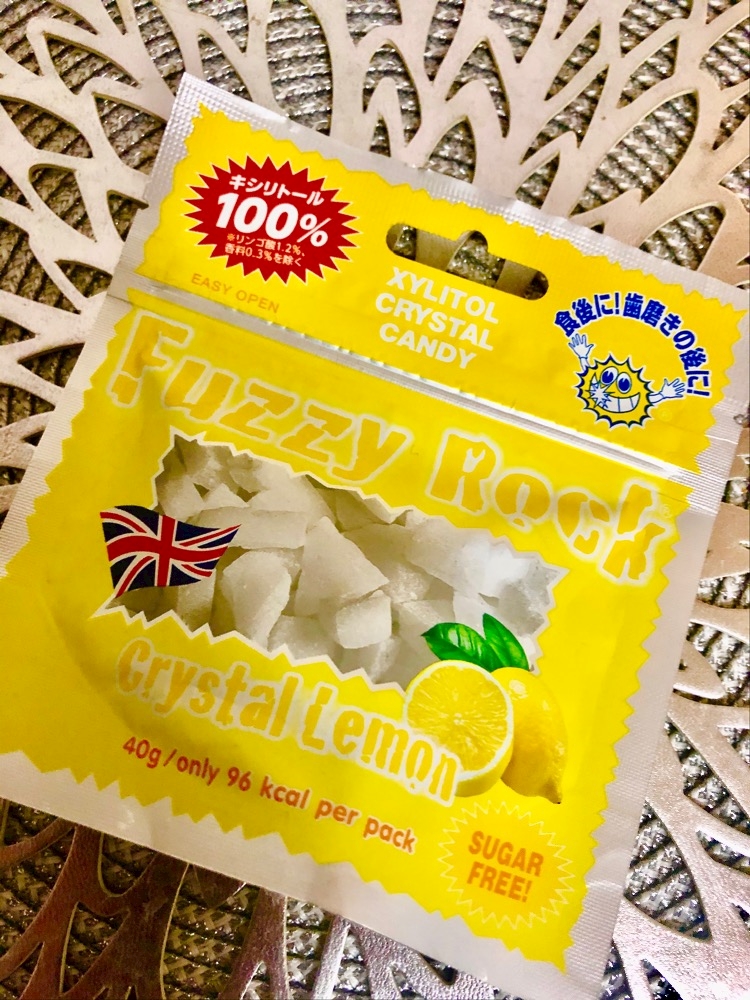 キシリトール
100%
※リンゴ酸1.2%、
香料0.3%を除く
EASY OPEN
XYLITOL
CRYSTAL
CANDY
食後に!歯磨きの後に!
Fuzzy Rock
Crystal Lemon
40g/only 96 kcal per pack
SUGAR
FREE!